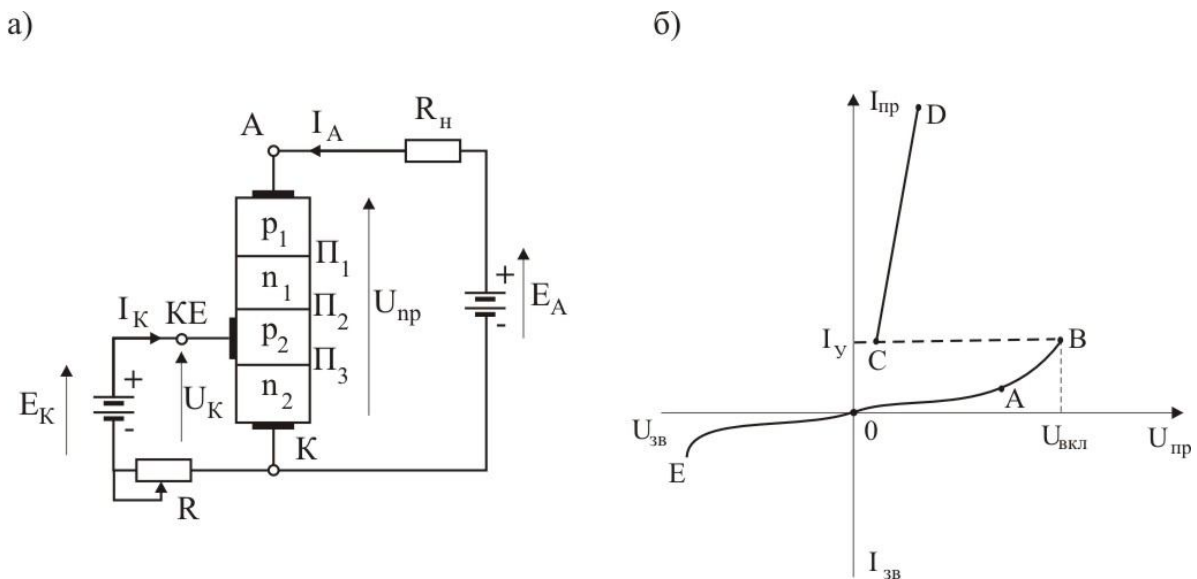 а)
б)
A
I_A
R_н
p_1
П_1
n_1
П_2
p_2
П_3
n_2
U_пр
+
-
E_A
I_К
КЕ
+
-
E_К
U_К
К
R
I_пр
D
I_У
C
B
A
U_зв
0
U_вкл
U_пр
E
I_зв